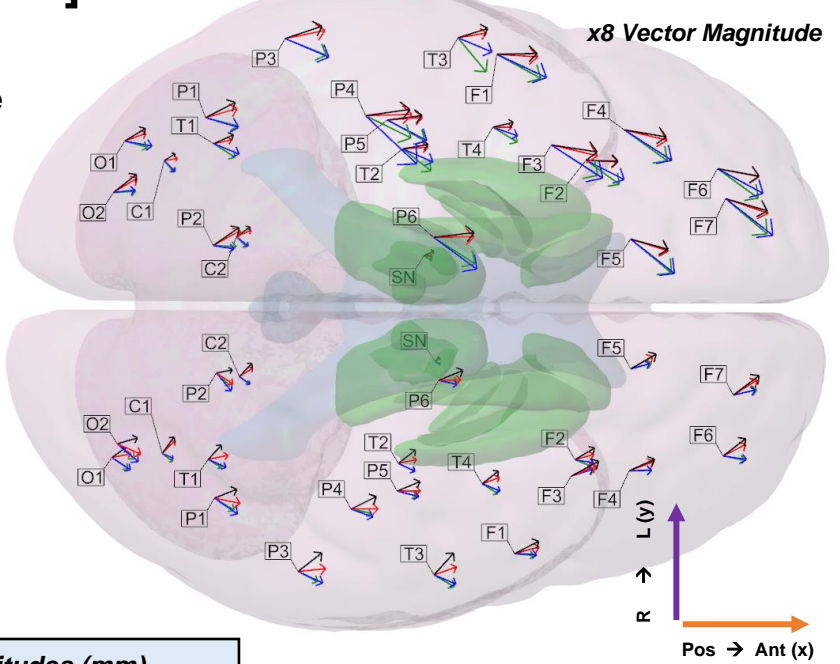 ]
x8 Vector Magnitude
e
P3
T3
F1
P1
P4
F4
T1
P5
O1
T2
T4
F3
F2
F6
O2
C1
F7
P2
P6
C2
SN
F5
SN
C2
F5
P2
P6
F7
C1
O2
T2
F2
F6
O1
T1
P5
T4
F3
F4
P4
P1
F1
P3
T3
R → L (y)
Pos → Ant (x)
itudes (mm)